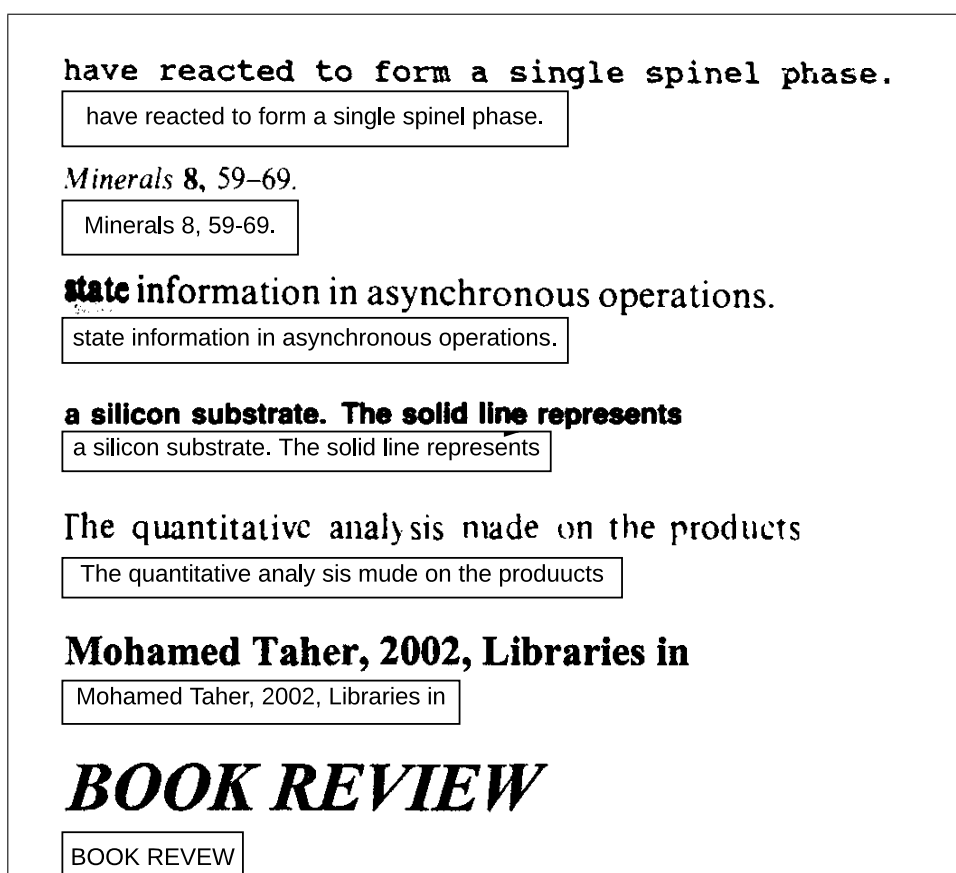 have reacted to form a single spinel phase.
have reacted to form a single spinel phase.
Minerals 8, 59–69.
Minerals 8, 59-69.
state information in asynchronous operations.
state information in asynchronous operations.
a silicon substrate. The solid line represents
a silicon substrate. The solid line represents
The quantitative analysis made on the products
The quantitative analy sis mude on the produucts
Mohamed Taher, 2002, Libraries in
Mohamed Taher, 2002, Libraries in
BOOK REVIEW
BOOK REVEW